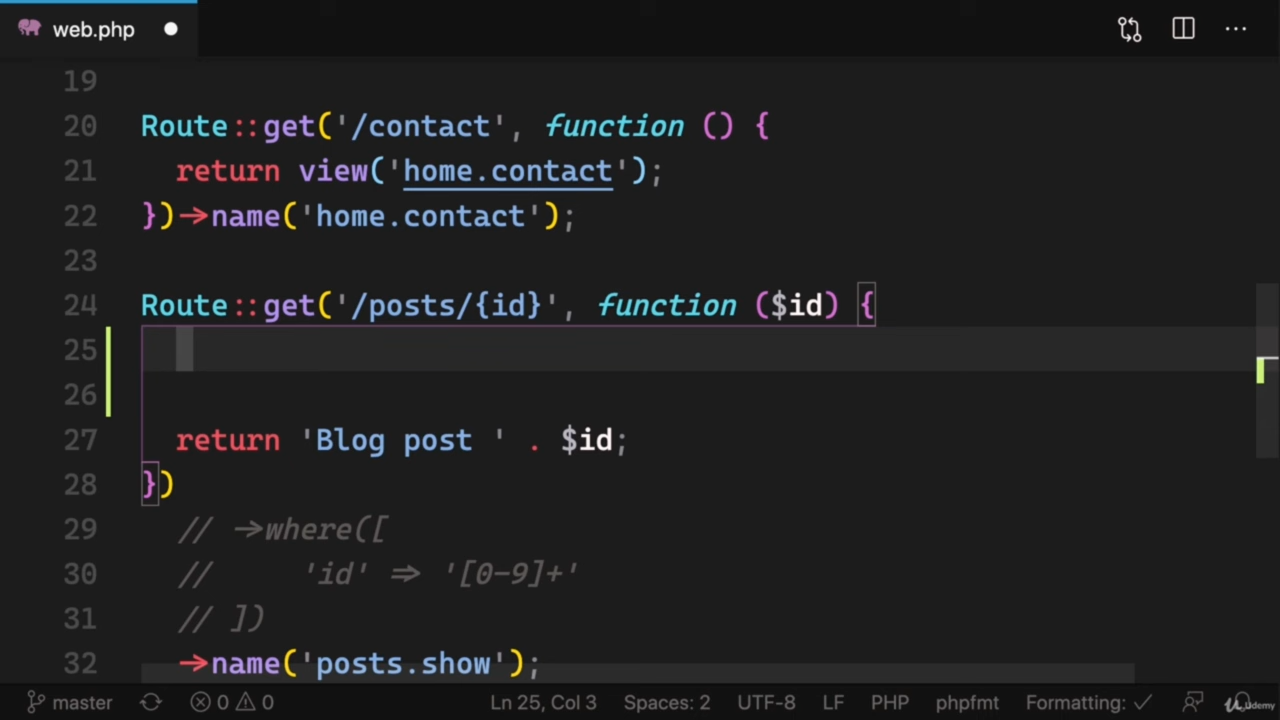 web.php
19
20 Route::get('/contact', function () {
21   return view('home.contact');
22 })->name('home.contact');
23
24 Route::get('/posts/{id}', function ($id) {
25
26
27   return 'Blog post ' . $id;
28 })
29   // ->where([
30   //     'id' => '[0-9]+'
31   // ])
32   ->name('posts.show');
master 0 0 Ln 25, Col 3 Spaces: 2 UTF-8 LF PHP phpfmt Formatting: ✓ Udemy